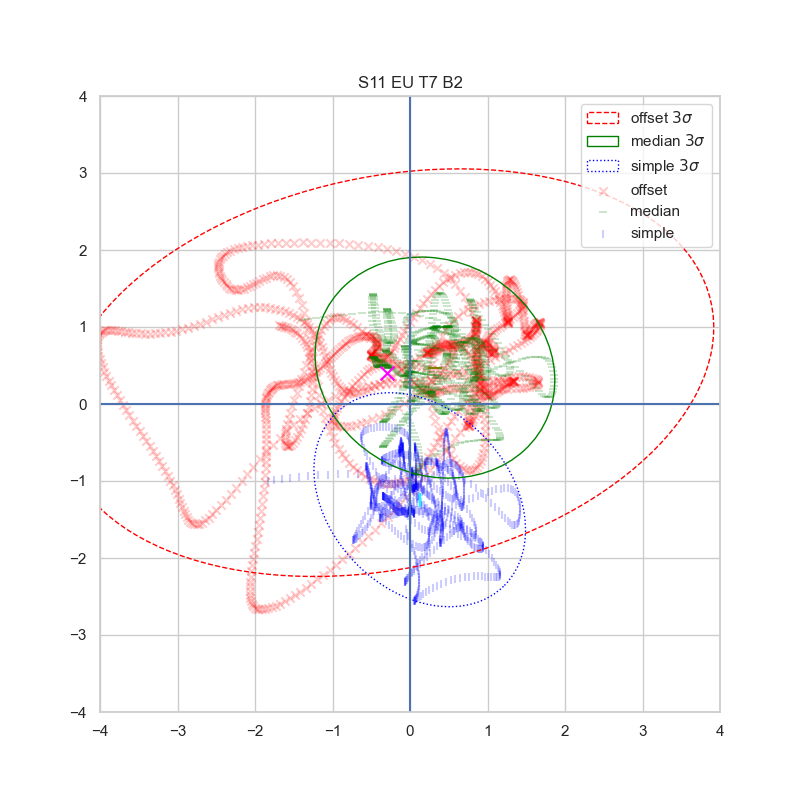 S11 EU T7 B2
offset 3σ
median 3σ
simple 3σ
offset
median
simple
4
3
2
1
0
−1
−2
−3
−4
−4 −3 −2 −1 0 1 2 3 4